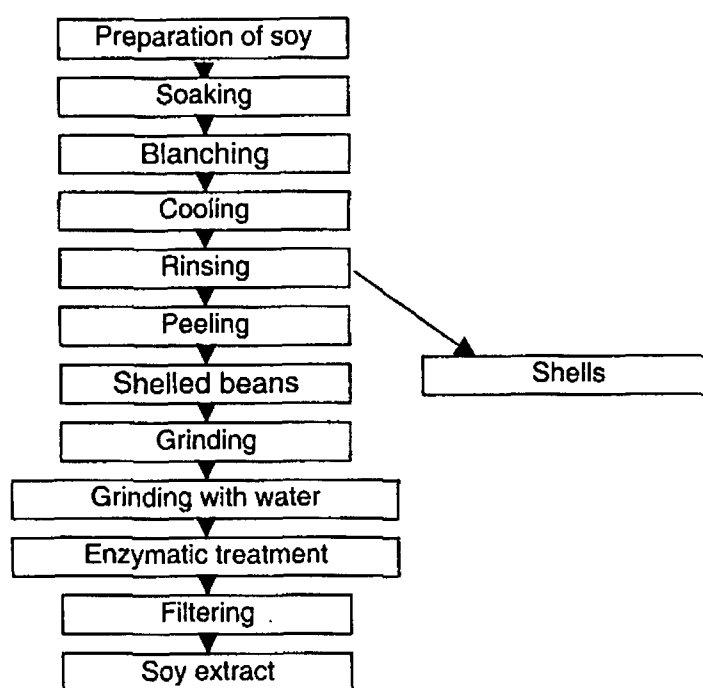 Preparation of soy
Soaking
Blanching
Cooling
Rinsing
Peeling
Shelled beans
Shells
Grinding
Grinding with water
Enzymatic treatment
Filtering
Soy extract